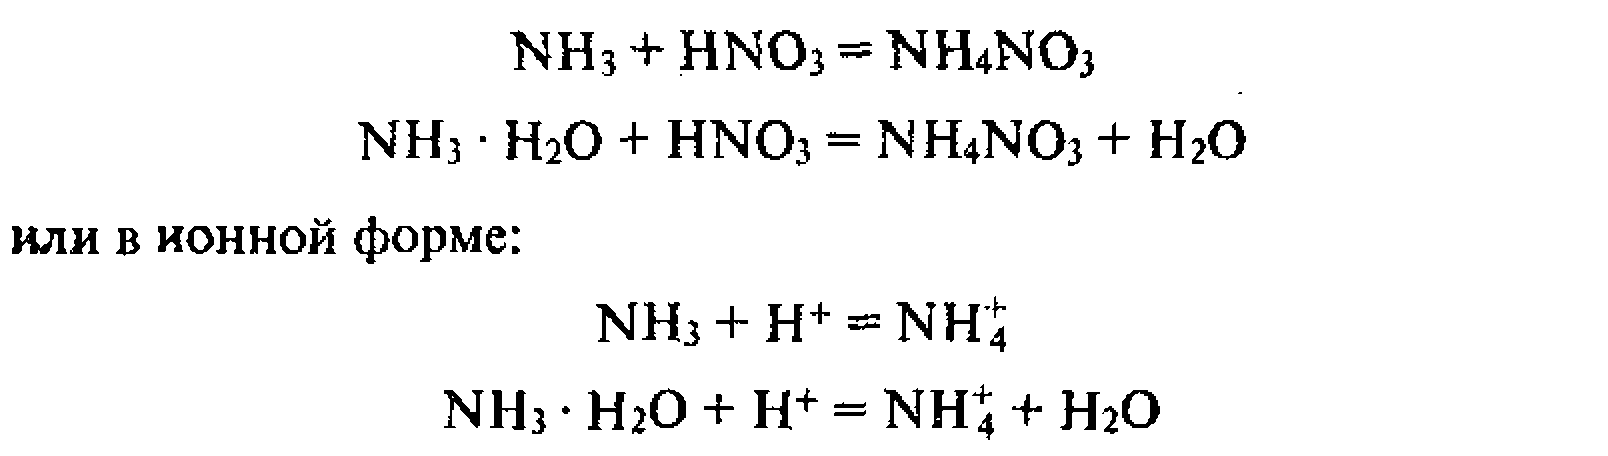 NH₃ + HNO₃ = NH₄NO₃
NH₃ · H₂O + HNO₃ = NH₄NO₃ + H₂O
или в ионной форме:
NH₃ + H⁺ = NH₄⁺
NH₃ · H₂O + H⁺ = NH₄⁺ + H₂O